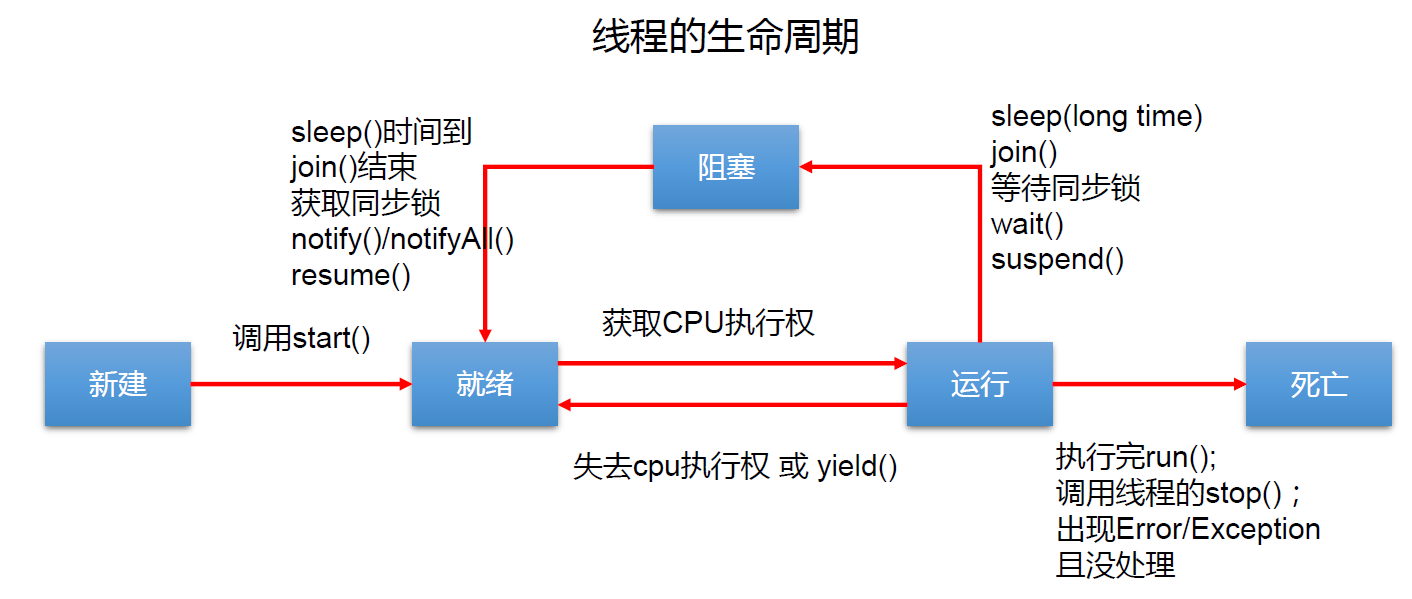 线程的生命周期
sleep()时间到
join()结束
获取同步锁
notify()/notifyAll()
resume()
阻塞
sleep(long time)
join()
等待同步锁
wait()
suspend()
调用start()
获取CPU执行权
新建
就绪
运行
死亡
失去cpu执行权 或 yield()
执行完run();
调用线程的stop() ;
出现Error/Exception
且没处理